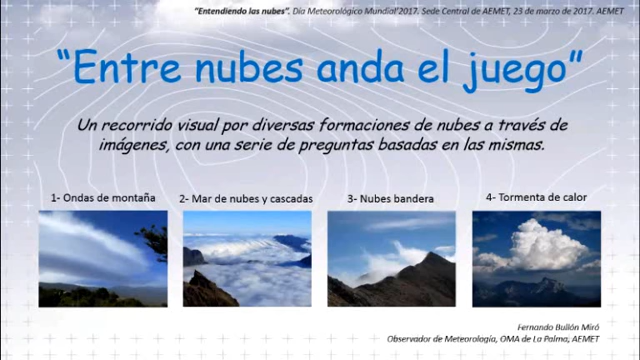 "Entendiendo las nubes". Día Meteorológico Mundial'2017. Sede Central de AEMET, 23 de marzo de 2017. AEMET
“Entre nubes anda el juego”
Un recorrido visual por diversas formaciones de nubes a través de
imágenes, con una serie de preguntas basadas en las mismas.
1- Ondas de montaña
2- Mar de nubes y cascadas
3- Nubes bandera
4- Tormenta de calor
Fernando Bullón Miró
Observador de Meteorología, OMA de La Palma, AEMET